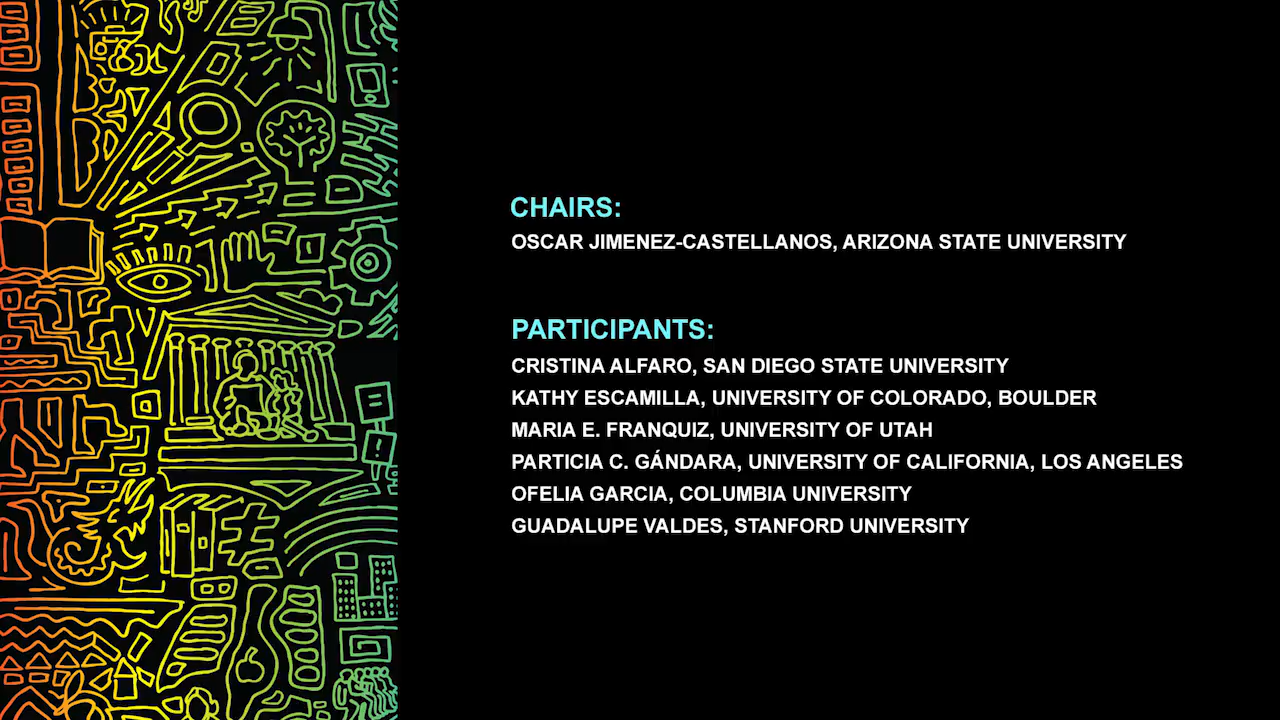 CHAIRS:
OSCAR JIMENEZ-CASTELLANOS, ARIZONA STATE UNIVERSITY
PARTICIPANTS:
CRISTINA ALFARO, SAN DIEGO STATE UNIVERSITY
KATHY ESCAMILLA, UNIVERSITY OF COLORADO, BOULDER
MARIA E. FRANQUIZ, UNIVERSITY OF UTAH
PARTICIA C. GÁNDARA, UNIVERSITY OF CALIFORNIA, LOS ANGELES
OFELIA GARCIA, COLUMBIA UNIVERSITY
GUADALUPE VALDES, STANFORD UNIVERSITY